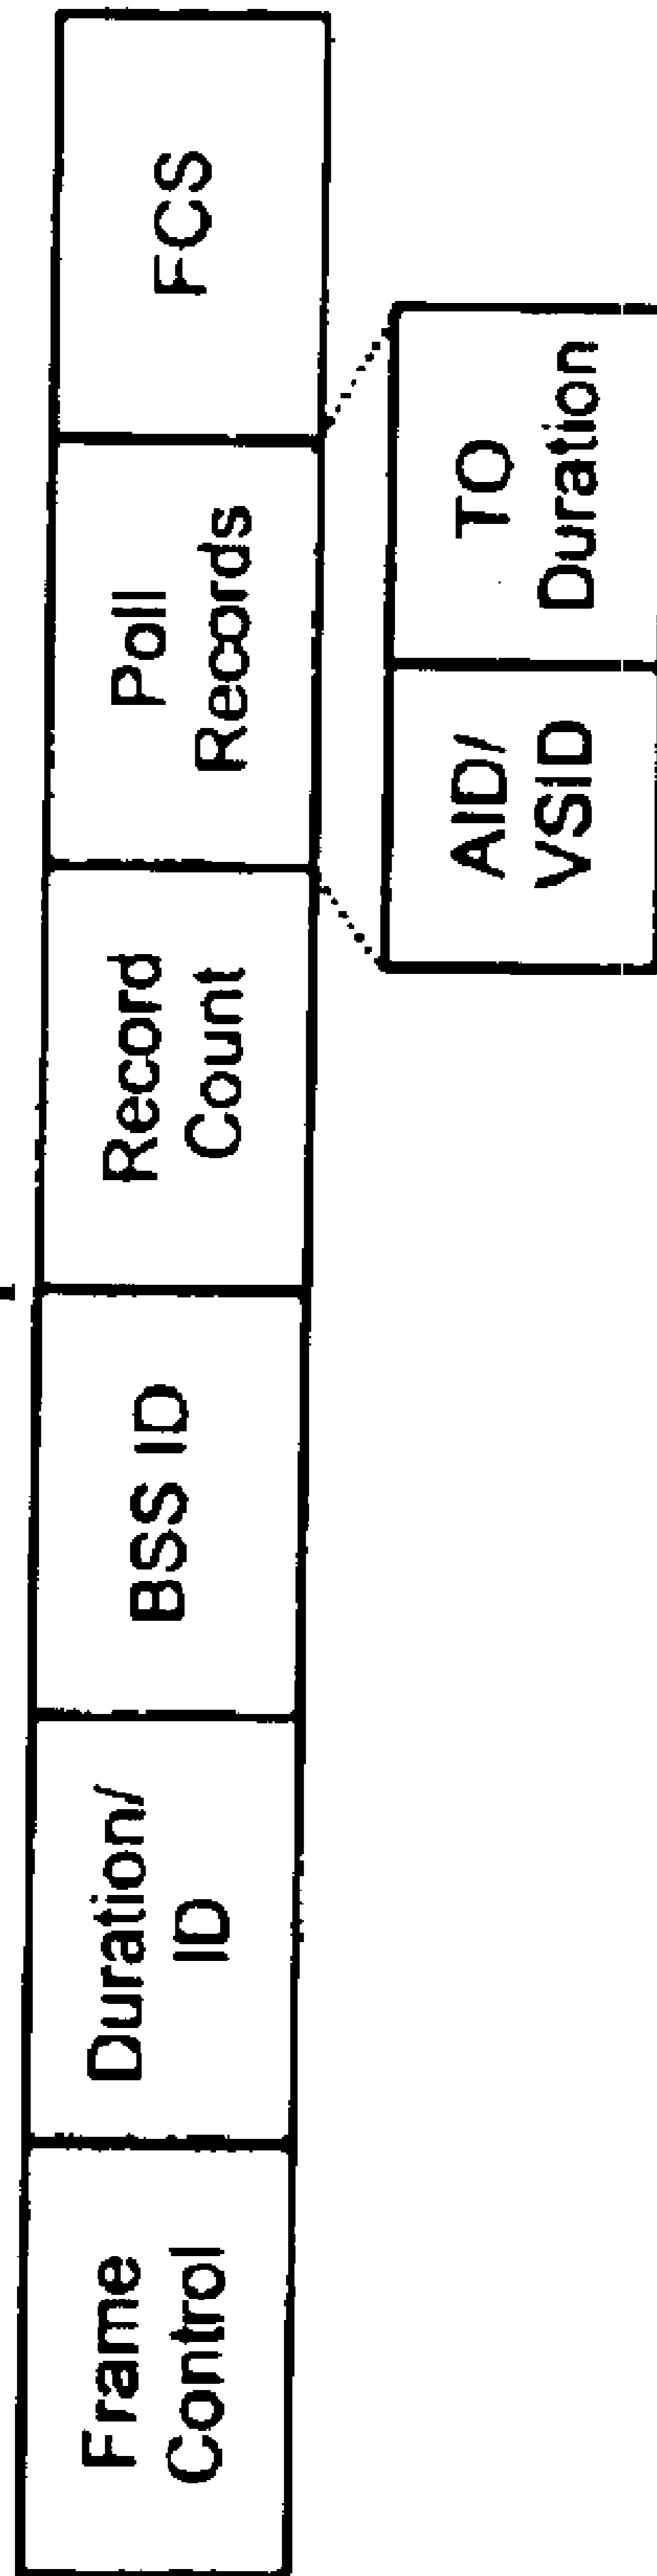 Frame
Control
Duration/
ID
BSS ID
Record
Count
Poll
Records
FCS
AID/
VSID
TO
Duration